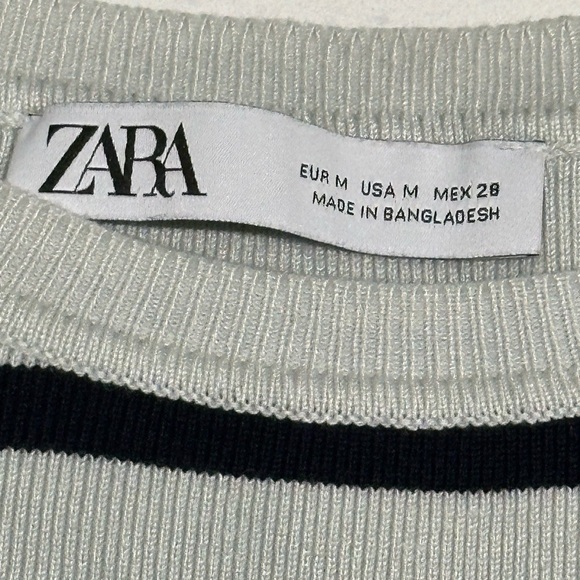 ZARA
EUR M USA M MEX 28
MADE IN BANGLADESH